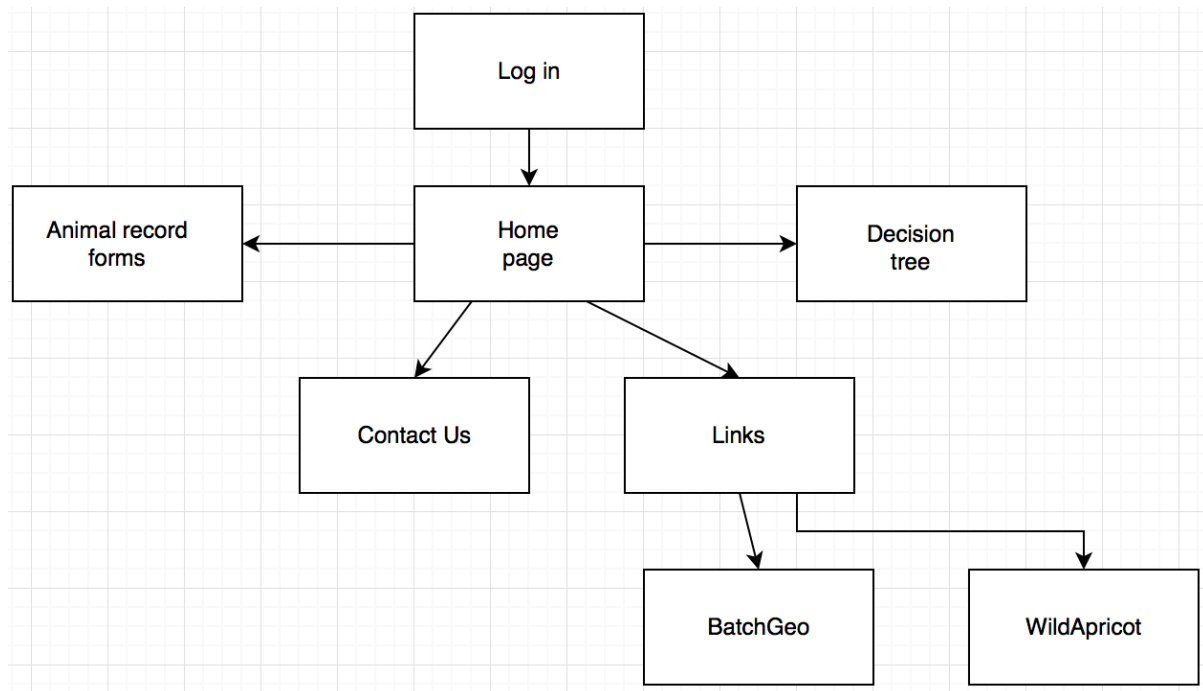 Log in
Animal record
forms
Home
page
Decision
tree
Contact Us
Links
BatchGeo
WildApricot